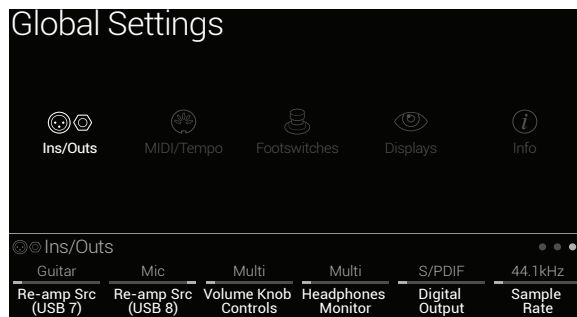 Global Settings
Ins/Outs MIDI/Tempo Footswitches Displays Info
Ins/Outs
Guitar Mic Multi Multi S/PDIF 44.1kHz
Re-amp Src Re-amp Src Volume Knob Headphones Digital Sample
(USB 7) (USB 8) Controls Monitor Output Rate